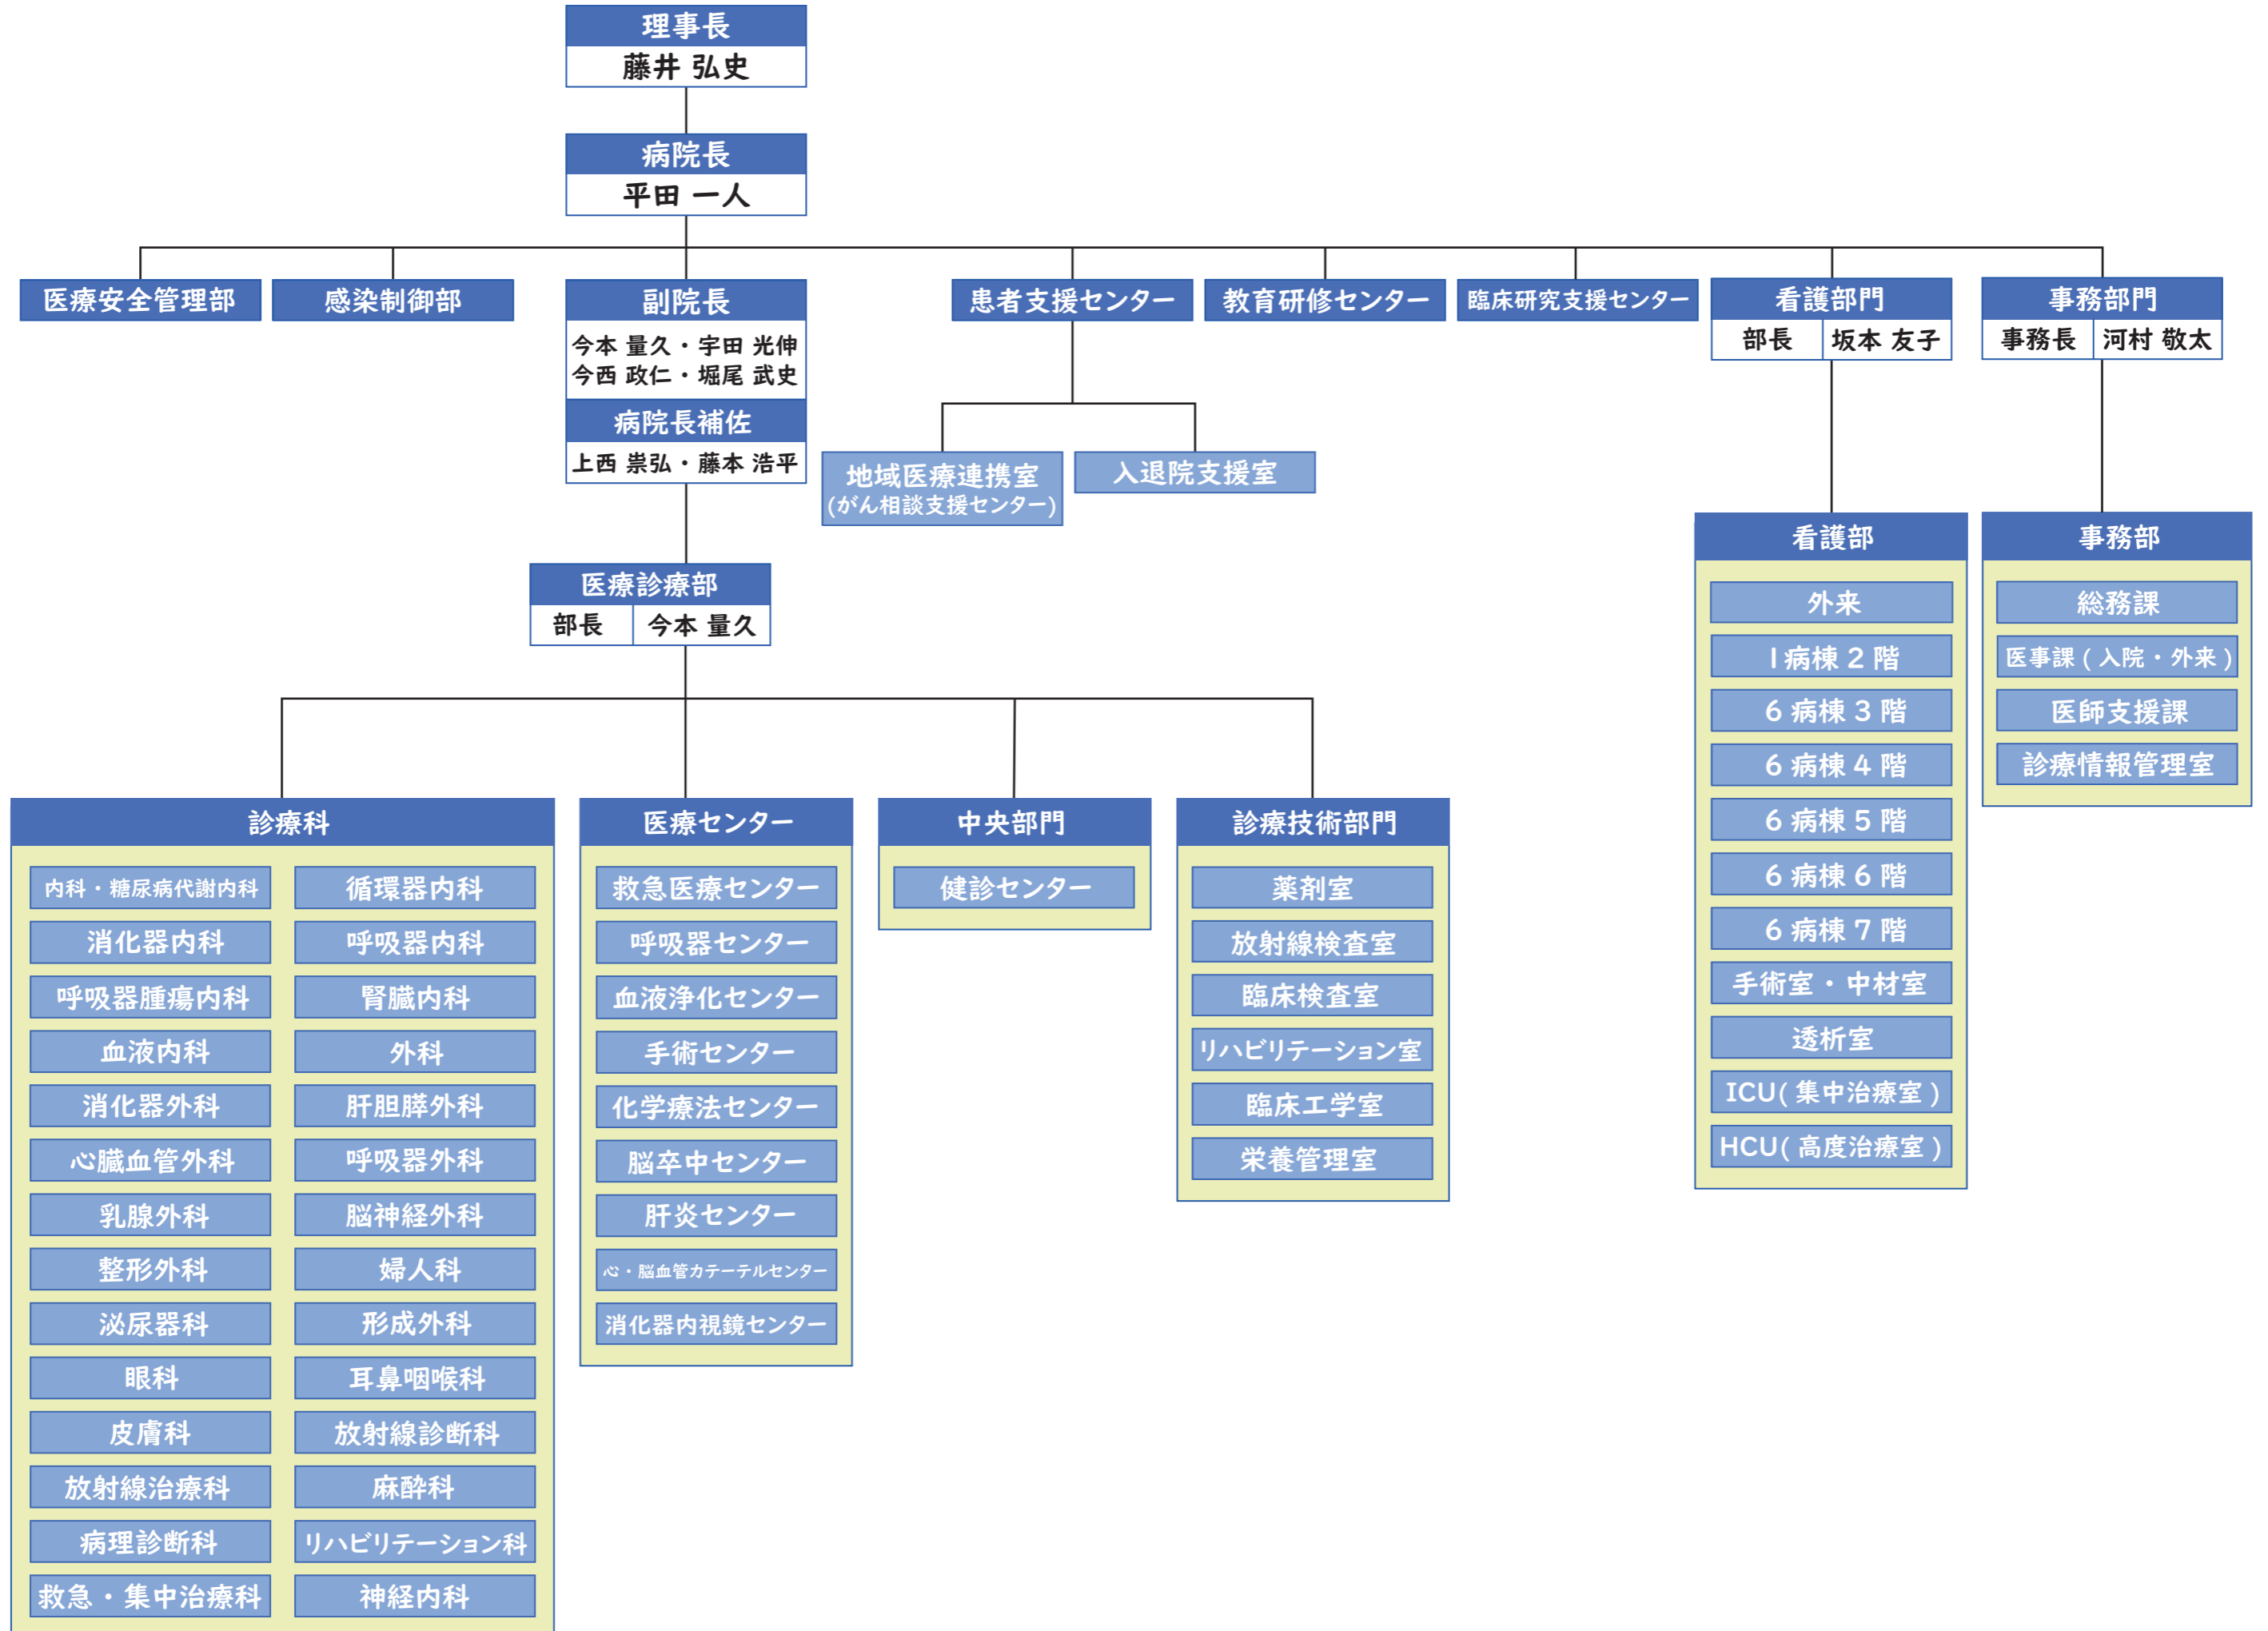 理事長
藤井 弘史
病院長
平田 一人
医療安全管理部
感染制御部
副院長
今本 量久・宇田 光伸
今西 政仁・堀尾 武史
病院長補佐
上西 崇弘・藤本 浩平
患者支援センター
教育研修センター
臨床研究支援センター
看護部門
部長 坂本 友子
事務部門
事務長 河村 敬太
地域医療連携室
(がん相談支援センター)
入退院支援室
医療診療部
部長 今本 量久
診療科
内科・糖尿病代謝内科
循環器内科
消化器内科
呼吸器内科
呼吸器腫瘍内科
腎臓内科
血液内科
外科
消化器外科
肝胆膵外科
心臓血管外科
呼吸器外科
乳腺外科
脳神経外科
整形外科
婦人科
泌尿器科
形成外科
眼科
耳鼻咽喉科
皮膚科
放射線診断科
放射線治療科
麻酔科
病理診断科
リハビリテーション科
救急・集中治療科
神経内科
医療センター
救急医療センター
呼吸器センター
血液浄化センター
手術センター
化学療法センター
脳卒中センター
肝炎センター
心・脳血管カテーテルセンター
消化器内視鏡センター
中央部門
健診センター
診療技術部門
薬剤室
放射線検査室
臨床検査室
リハビリテーション室
臨床工学室
栄養管理室
看護部
外来
1病棟2階
6病棟3階
6病棟4階
6病棟5階
6病棟6階
6病棟7階
手術室・中材室
透析室
ICU(集中治療室)
HCU(高度治療室)
事務部
総務課
医事課(入院・外来)
医師支援課
診療情報管理室